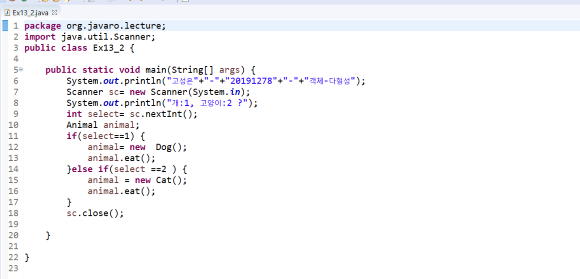 Ex13_2.java
1 package org.javaro.lecture;
2 import java.util.Scanner;
3 public class Ex13_2 {
4
5 public static void main(String[] args) {
6 System.out.println("고성은"+"-"+"20191278"+"-"+"객체-다형성");
7 Scanner sc= new Scanner(System.in);
8 System.out.println("개:1, 고양이:2 ?");
9 int select= sc.nextInt();
10 Animal animal;
11 if(select==1) {
12 animal= new  Dog();
13 animal.eat();
14 }else if(select ==2 ) {
15 animal = new Cat();
16 animal.eat();
17 }
18 sc.close();
19
20 }
21
22 }
23